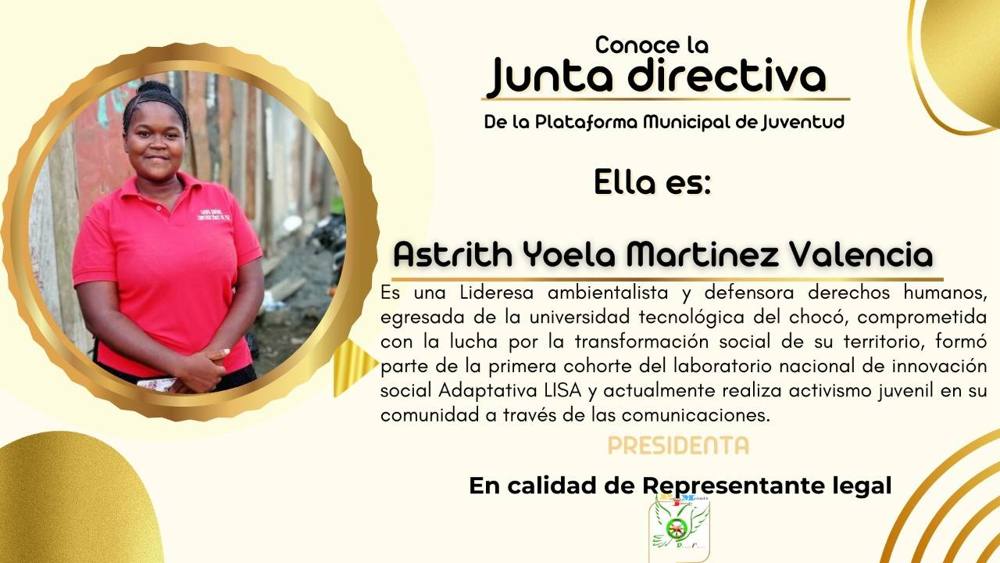 Conoce la
Junta directiva
De la Plataforma Municipal de Juventud
Ella es:
Astrith Yoela Martinez Valencia
Es una Lideresa ambientalista y defensora derechos humanos,
egresada de la universidad tecnológica del chocó, comprometida
con la lucha por la transformación social de su territorio, formó
parte de la primera cohorte del laboratorio nacional de innovación
social Adaptativa LISA y actualmente realiza activismo juvenil en su
comunidad a través de las comunicaciones.
PRESIDENTA
En calidad de Representante legal